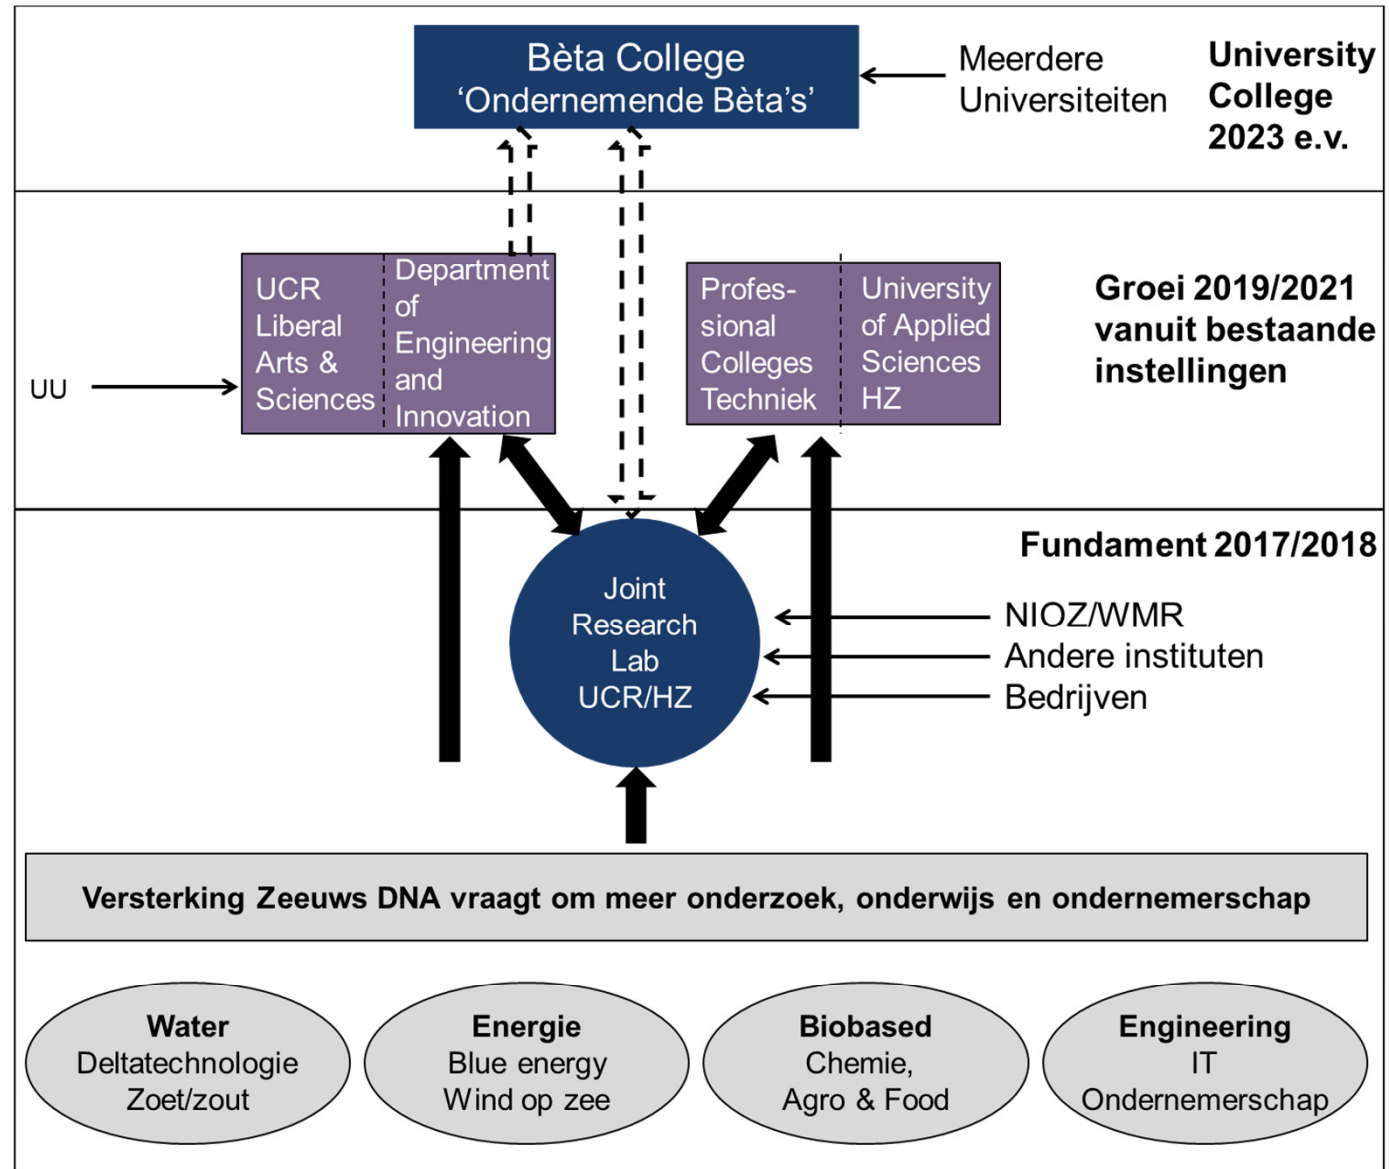 Bèta College
‘Ondernemende Bèta’s’
Meerdere
Universiteiten
University
College
2023 e.v.
UU
UCR
Liberal
Arts &
Sciences
Department
of
Engineering
and
Innovation
Profes-
sional
Colleges
Techniek
University
of Applied
Sciences
HZ
Groei 2019/2021
vanuit bestaande
instellingen
Fundament 2017/2018
Joint
Research
Lab
UCR/HZ
NIOZ/WMR
Andere instituten
Bedrijven
Versterking Zeeuws DNA vraagt om meer onderzoek, onderwijs en ondernemerschap
Water
Deltatechnologie
Zoet/zout
Energie
Blue energy
Wind op zee
Biobased
Chemie,
Agro & Food
Engineering
IT
Ondernemerschap